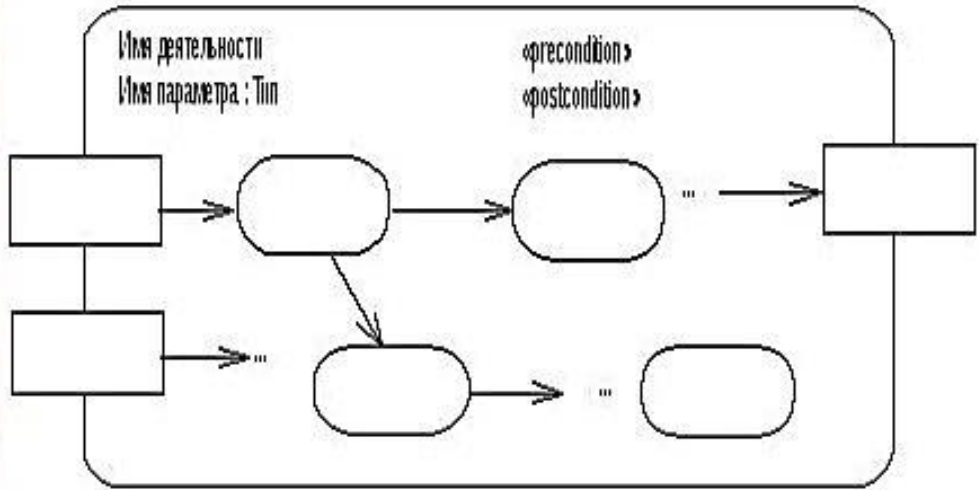 Имя деятельности
«precondition»
Имя параметра : Тип
«postcondition»
...
...
...